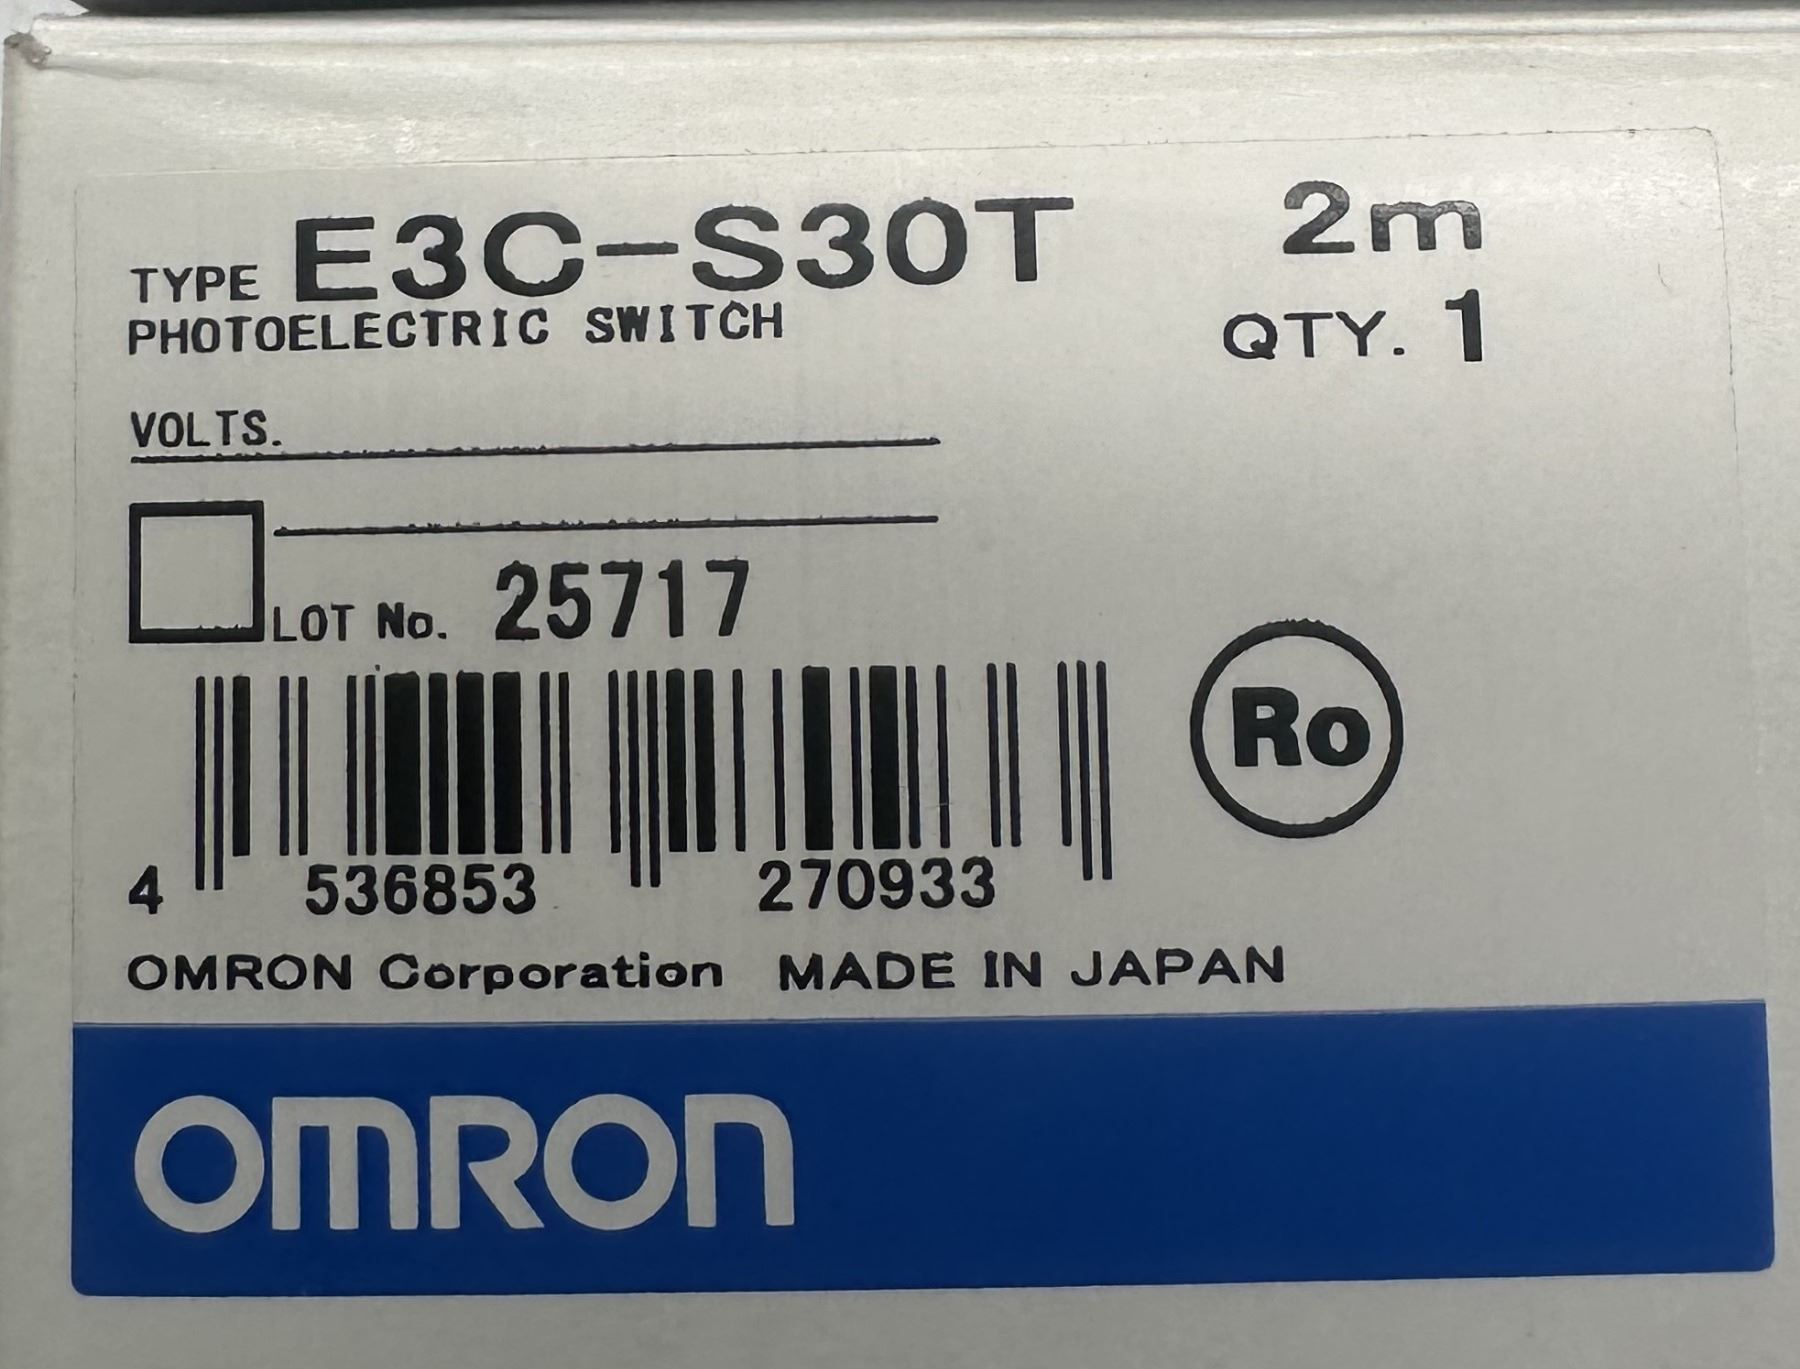 TYPE E3C-S30T 2m
PHOTOELECTRIC SWITCH QTY. 1
VOLTS.
LOT No. 25717
Ro
4 536853 270933
OMRON Corporation MADE IN JAPAN
OMRON